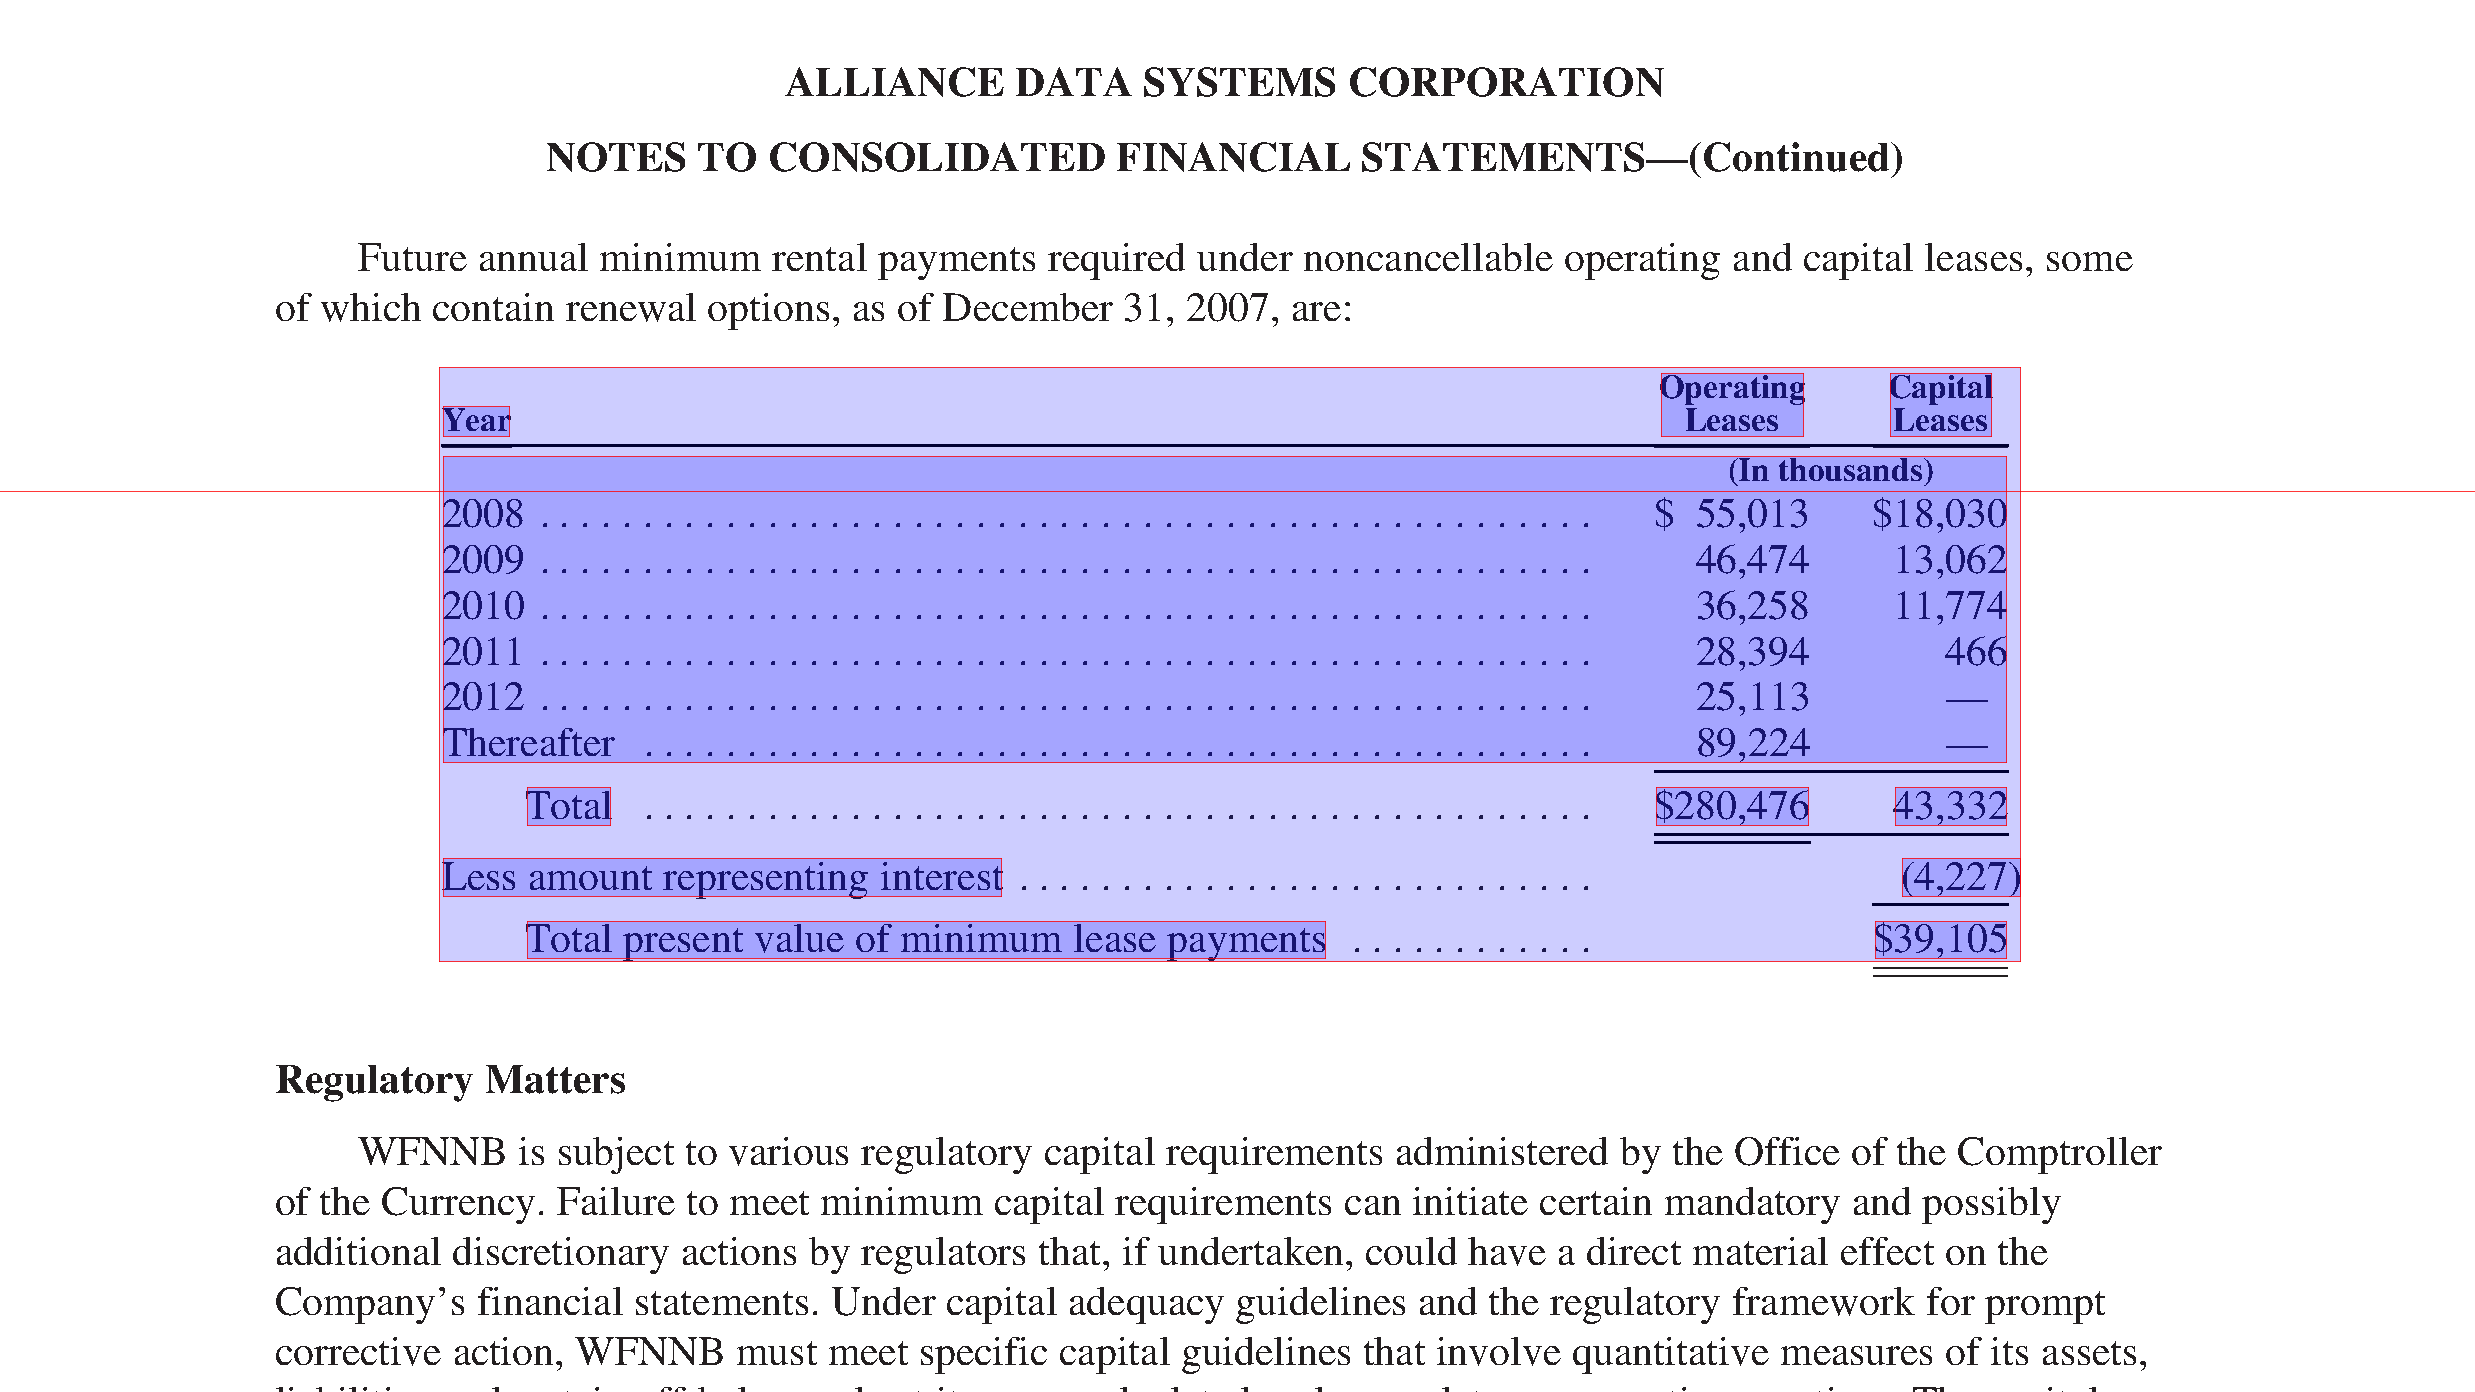 ALLIANCE DATA SYSTEMS CORPORATION
NOTES TO CONSOLIDATED FINANCIAL STATEMENTS—(Continued)
Future annual minimum rental payments required under noncancellable operating and capital leases, some
of which contain renewal options, as of December 31, 2007, are:
Operating Capital
Year Leases Leases
(In thousands)
2008 . . . . . . . . . . . . . . . . . . . . . . . . . . . . . . . . . . . . . . . . . . . . . . . . . . . $ 55,013 $18,030
2009 . . . . . . . . . . . . . . . . . . . . . . . . . . . . . . . . . . . . . . . . . . . . . . . . . . . 46,474 13,062
2010 . . . . . . . . . . . . . . . . . . . . . . . . . . . . . . . . . . . . . . . . . . . . . . . . . . . 36,258 11,774
2011 . . . . . . . . . . . . . . . . . . . . . . . . . . . . . . . . . . . . . . . . . . . . . . . . . . . 28,394 466
2012 . . . . . . . . . . . . . . . . . . . . . . . . . . . . . . . . . . . . . . . . . . . . . . . . . . . 25,113 —
Thereafter . . . . . . . . . . . . . . . . . . . . . . . . . . . . . . . . . . . . . . . . . . . . . . 89,224 —
Total . . . . . . . . . . . . . . . . . . . . . . . . . . . . . . . . . . . . . . . . . . . . . . $280,476 43,332
Less amount representing interest . . . . . . . . . . . . . . . . . . . . . . . . . . . . (4,227)
Total present value of minimum lease payments . . . . . . . . . . . . $39,105
Regulatory Matters
WFNNB is subject to various regulatory capital requirements administered by the Office of the Comptroller
of the Currency. Failure to meet minimum capital requirements can initiate certain mandatory and possibly
additional discretionary actions by regulators that, if undertaken, could have a direct material effect on the
Company’s financial statements. Under capital adequacy guidelines and the regulatory framework for prompt
corrective action, WFNNB must meet specific capital guidelines that involve quantitative measures of its assets,